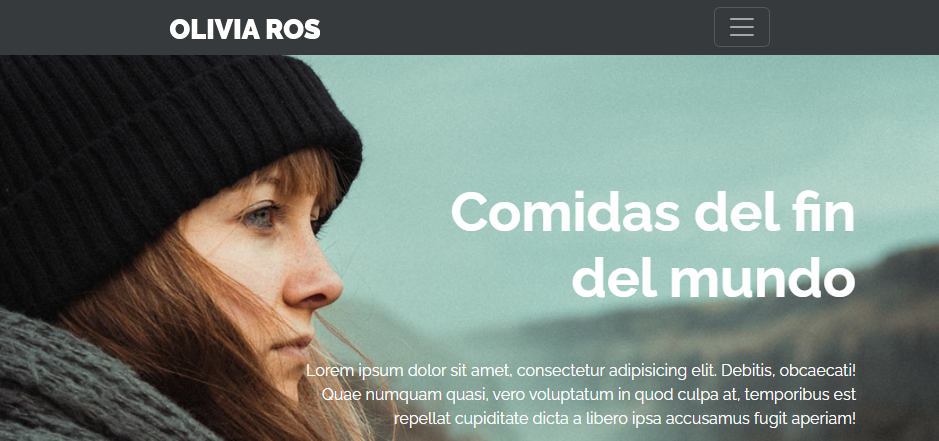 OLIVIA ROS
Comidas del fin
del mundo
Lorem ipsum dolor sit amet, consectetur adipisicing elit. Debitis, obcaecati!
Quae numquam quasi, vero voluptatum in quod culpa at, temporibus est
repellat cupiditate dicta a libero ipsa accusamus fugit aperiam!